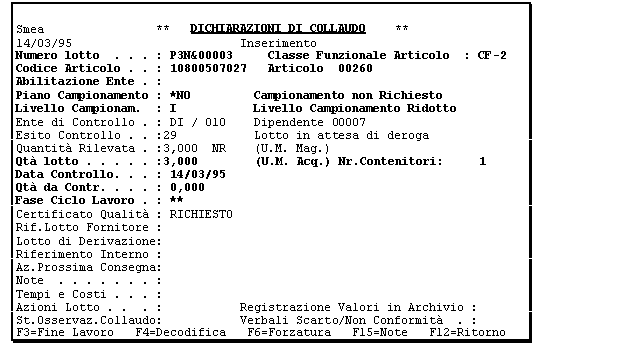 Smea ** DICHIARAZIONI DI COLLAUDO **
14/03/95 Inserimento
Numero lotto . . . : P3N&00003 Classe Funzionale Articolo : CF-2
Codice Articolo . . : 10800507027 Articolo 00260
Abilitazione Ente . :
Piano Campionamento : *NO Campionamento non Richiesto
Livello Campionam. : I Livello Campionamento Ridotto
Ente di Controllo . : DI / 010 Dipendente 00007
Esito Controllo . . :29 Lotto in attesa di deroga
Quantità Rilevata . :3,000 NR (U.M. Mag.)
Qtà lotto . . . . . :3,000 (U.M. Acq.) Nr.Contenitori: 1
Data Controllo. . . : 14/03/95
Qtà da Contr. . . . : 0,000
Fase Ciclo Lavoro . : **
Certificato Qualità : RICHIESTO
Rif.Lotto Fornitore :
Lotto di Derivazione:
Riferimento Interno :
Az.Prossima Consegna:
Note . . . . . . . :
Tempi e Costi . . . :
Azioni Lotto . . . : Registrazione Valori in Archivio :
St.Osservaz.Collaudo: Verbali Scarto/Non Conformità . :
F3=Fine Lavoro F4=Decodifica F6=Forzatura F15=Note F12=Ritorno